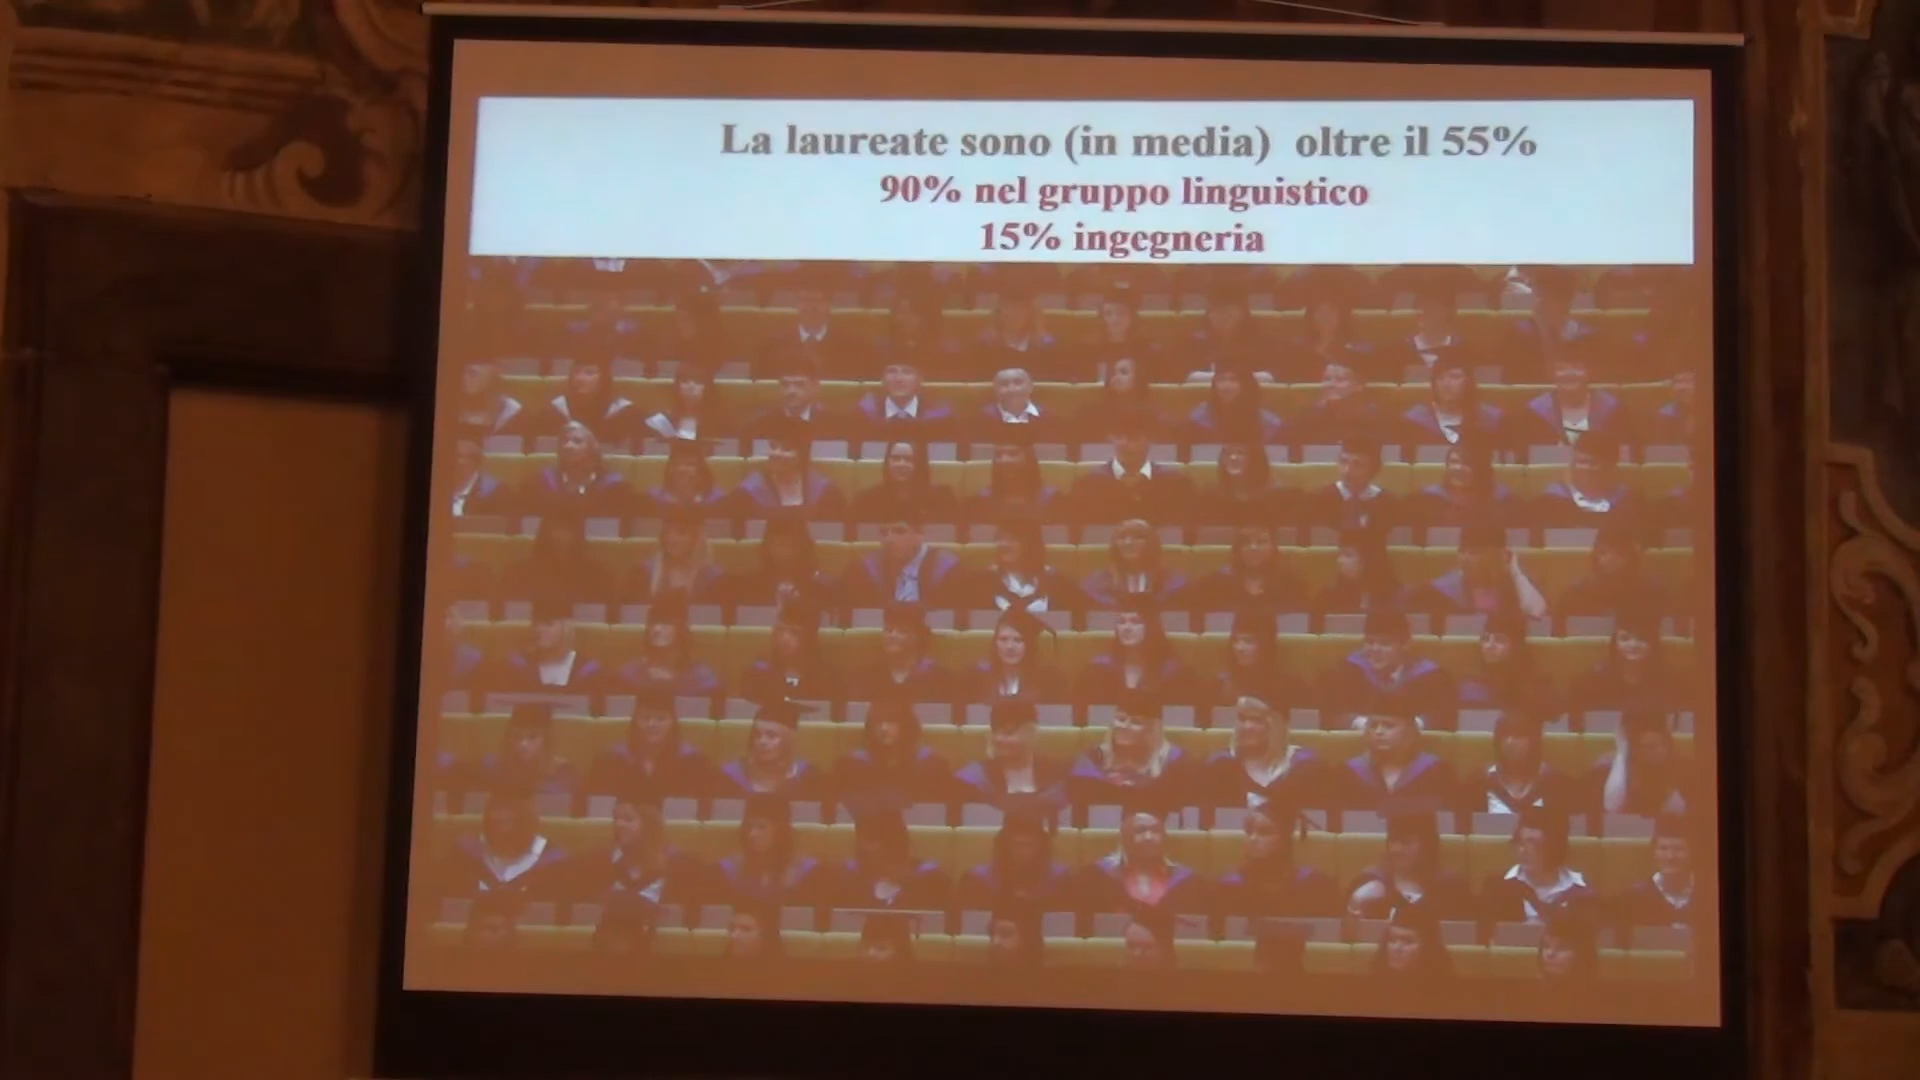 La laureate sono (in media) oltre il 55%
90% nel gruppo linguistico
15% ingegneria